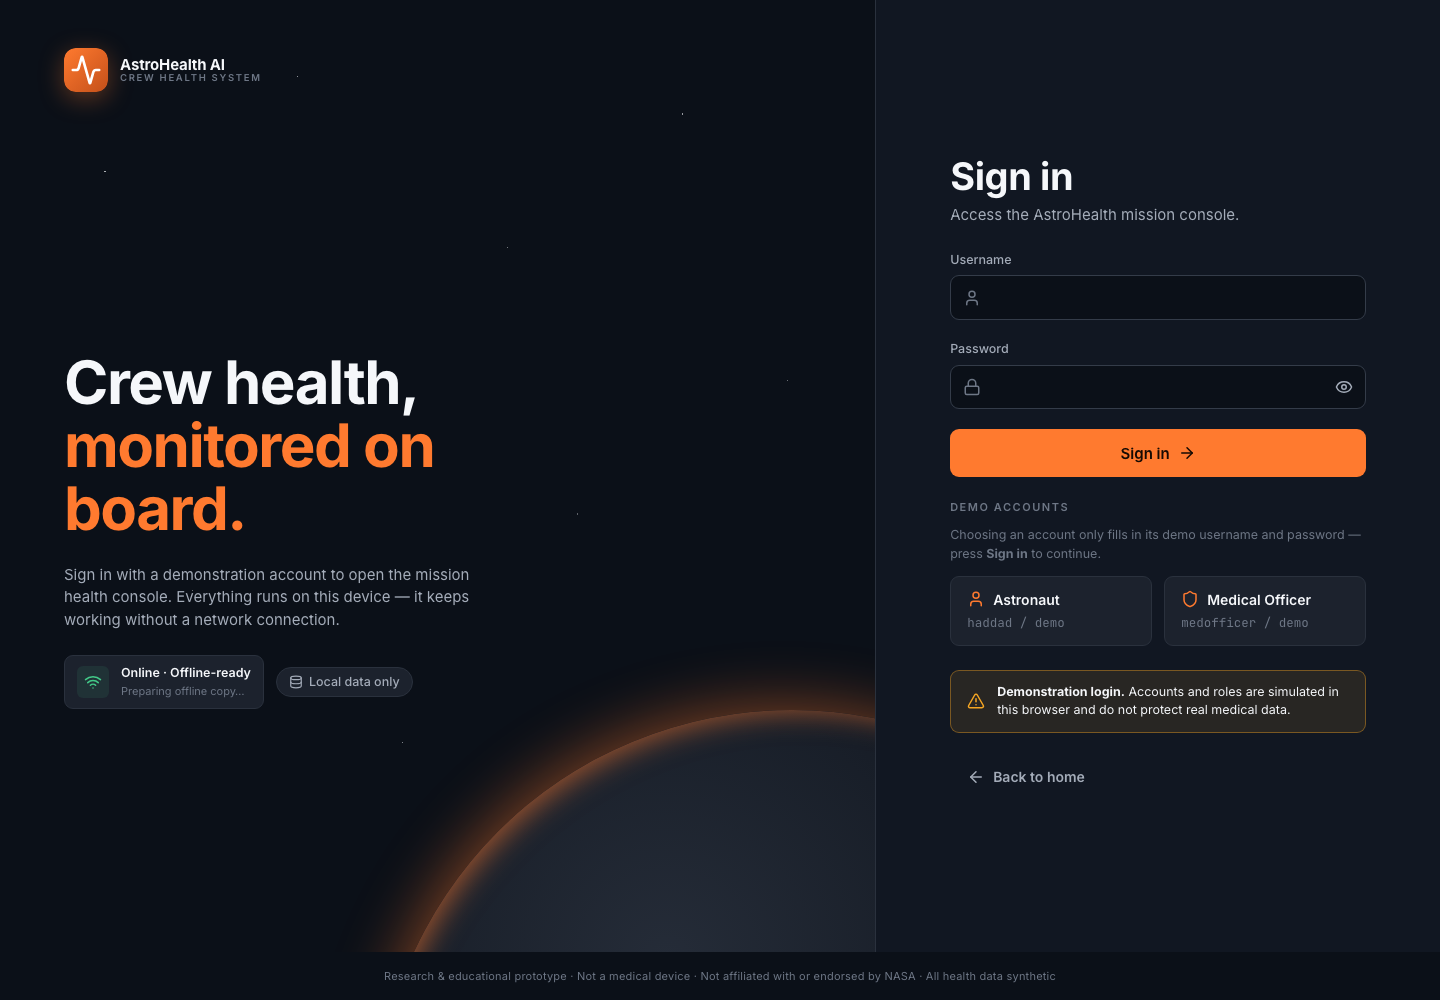 AstroHealth AI
CREW HEALTH SYSTEM
Crew health,
monitored on
board.
Sign in with a demonstration account to open the mission
health console. Everything runs on this device — it keeps
working without a network connection.
Online · Offline-ready
Preparing offline copy…
Local data only
Sign in
Access the AstroHealth mission console.
Username
Password
Sign in
DEMO ACCOUNTS
Choosing an account only fills in its demo username and password —
press Sign in to continue.
Astronaut
haddad / demo
Medical Officer
medofficer / demo
Demonstration login. Accounts and roles are simulated in
this browser and do not protect real medical data.
Back to home
Research & educational prototype · Not a medical device · Not affiliated with or endorsed by NASA · All health data synthetic